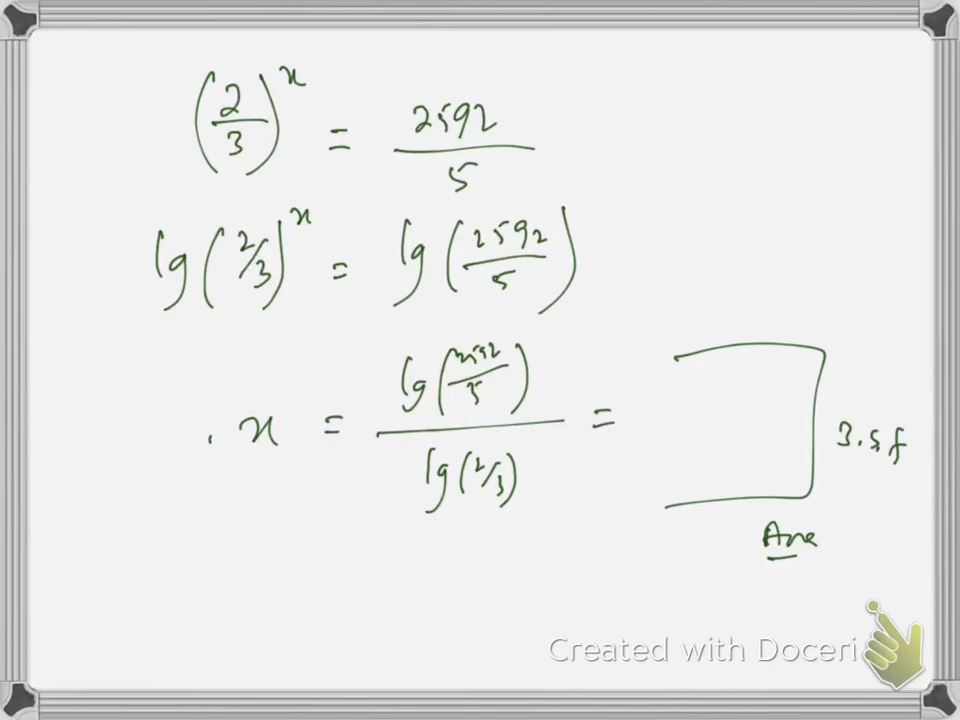 (2/3)^x = 2592/5
lg(2/3)^x = lg(2592/5)
. x = lg(2592/5)/lg(2/3) =
3.s.f
Ans
Created with Doceri